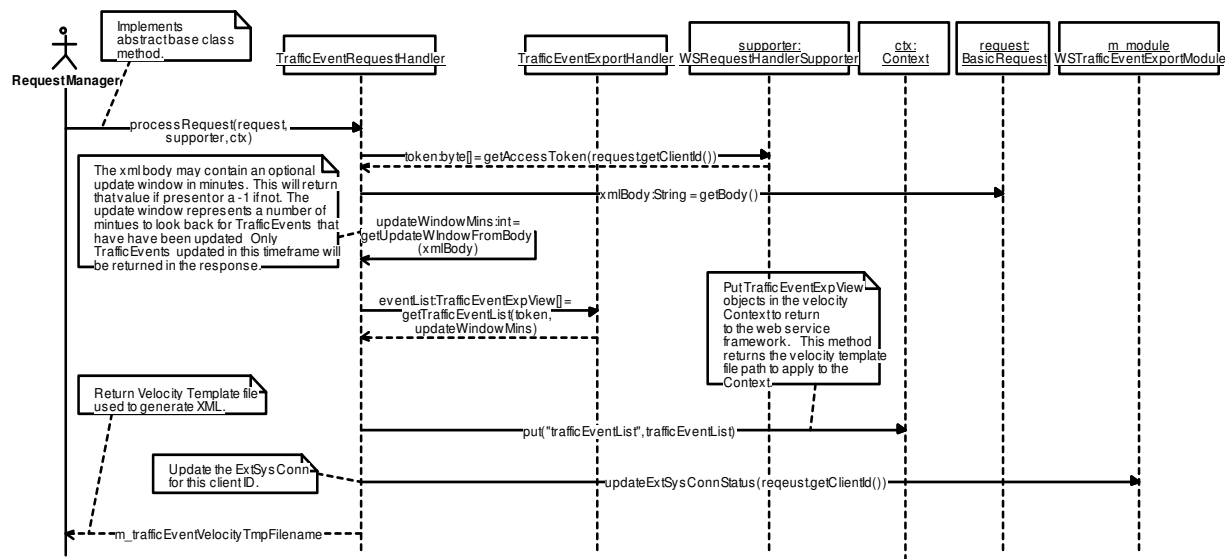 Implements
abstract base class
method.
RequestManager
TrafficEventRequestHandler
TrafficEventExportHandler
supporter:
WSRequestHandlerSupporter
ctx:
Context
request:
BasicRequest
m_module
WSTrafficEventExportModule
processRequest(request,
supporter,ctx)
token:byte[] = getAccessToken(request.getClientId())
xmlBody:String = getBody()
The xml body may contain an optional
update window in minutes. This will return
that value if present or a -1 if not. The
update window represents a number of
mintues to look back for TrafficEvents that
have have been updated Only
TrafficEvents updated in this timeframe will
be returned in the response.
updateWindowMins:int =
getUpdateWIndowFromBody
(xmlBody)
eventList:TrafficEventExpView[] =
getTrafficEventList(token,
updateWindowMins)
Put TrafficEventExpView
objects in the velocity
Context to return
to the web service
framework. This method
returns the velocity template
file path to apply to the
Context.
Return Velocity Template file
used to generate XML.
put("trafficEventList",trafficEventList)
Update the ExtSysConn
for this client ID.
updateExtSysConnStatus(reqeust.getClientId())
m_trafficEventVelocityTmpFilename